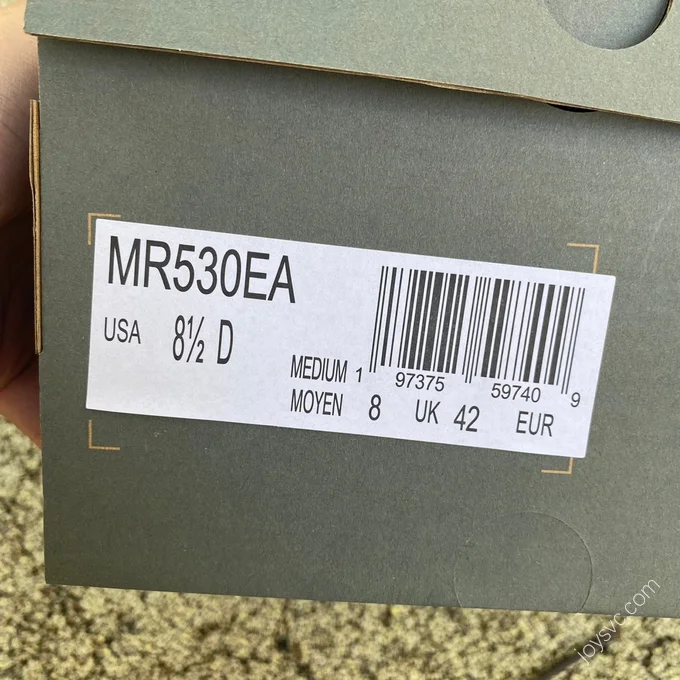 MR530EA
USA 8½ D
MEDIUM 1 97375 59740 9
MOYEN 8 UK 42 EUR
joysvc.com